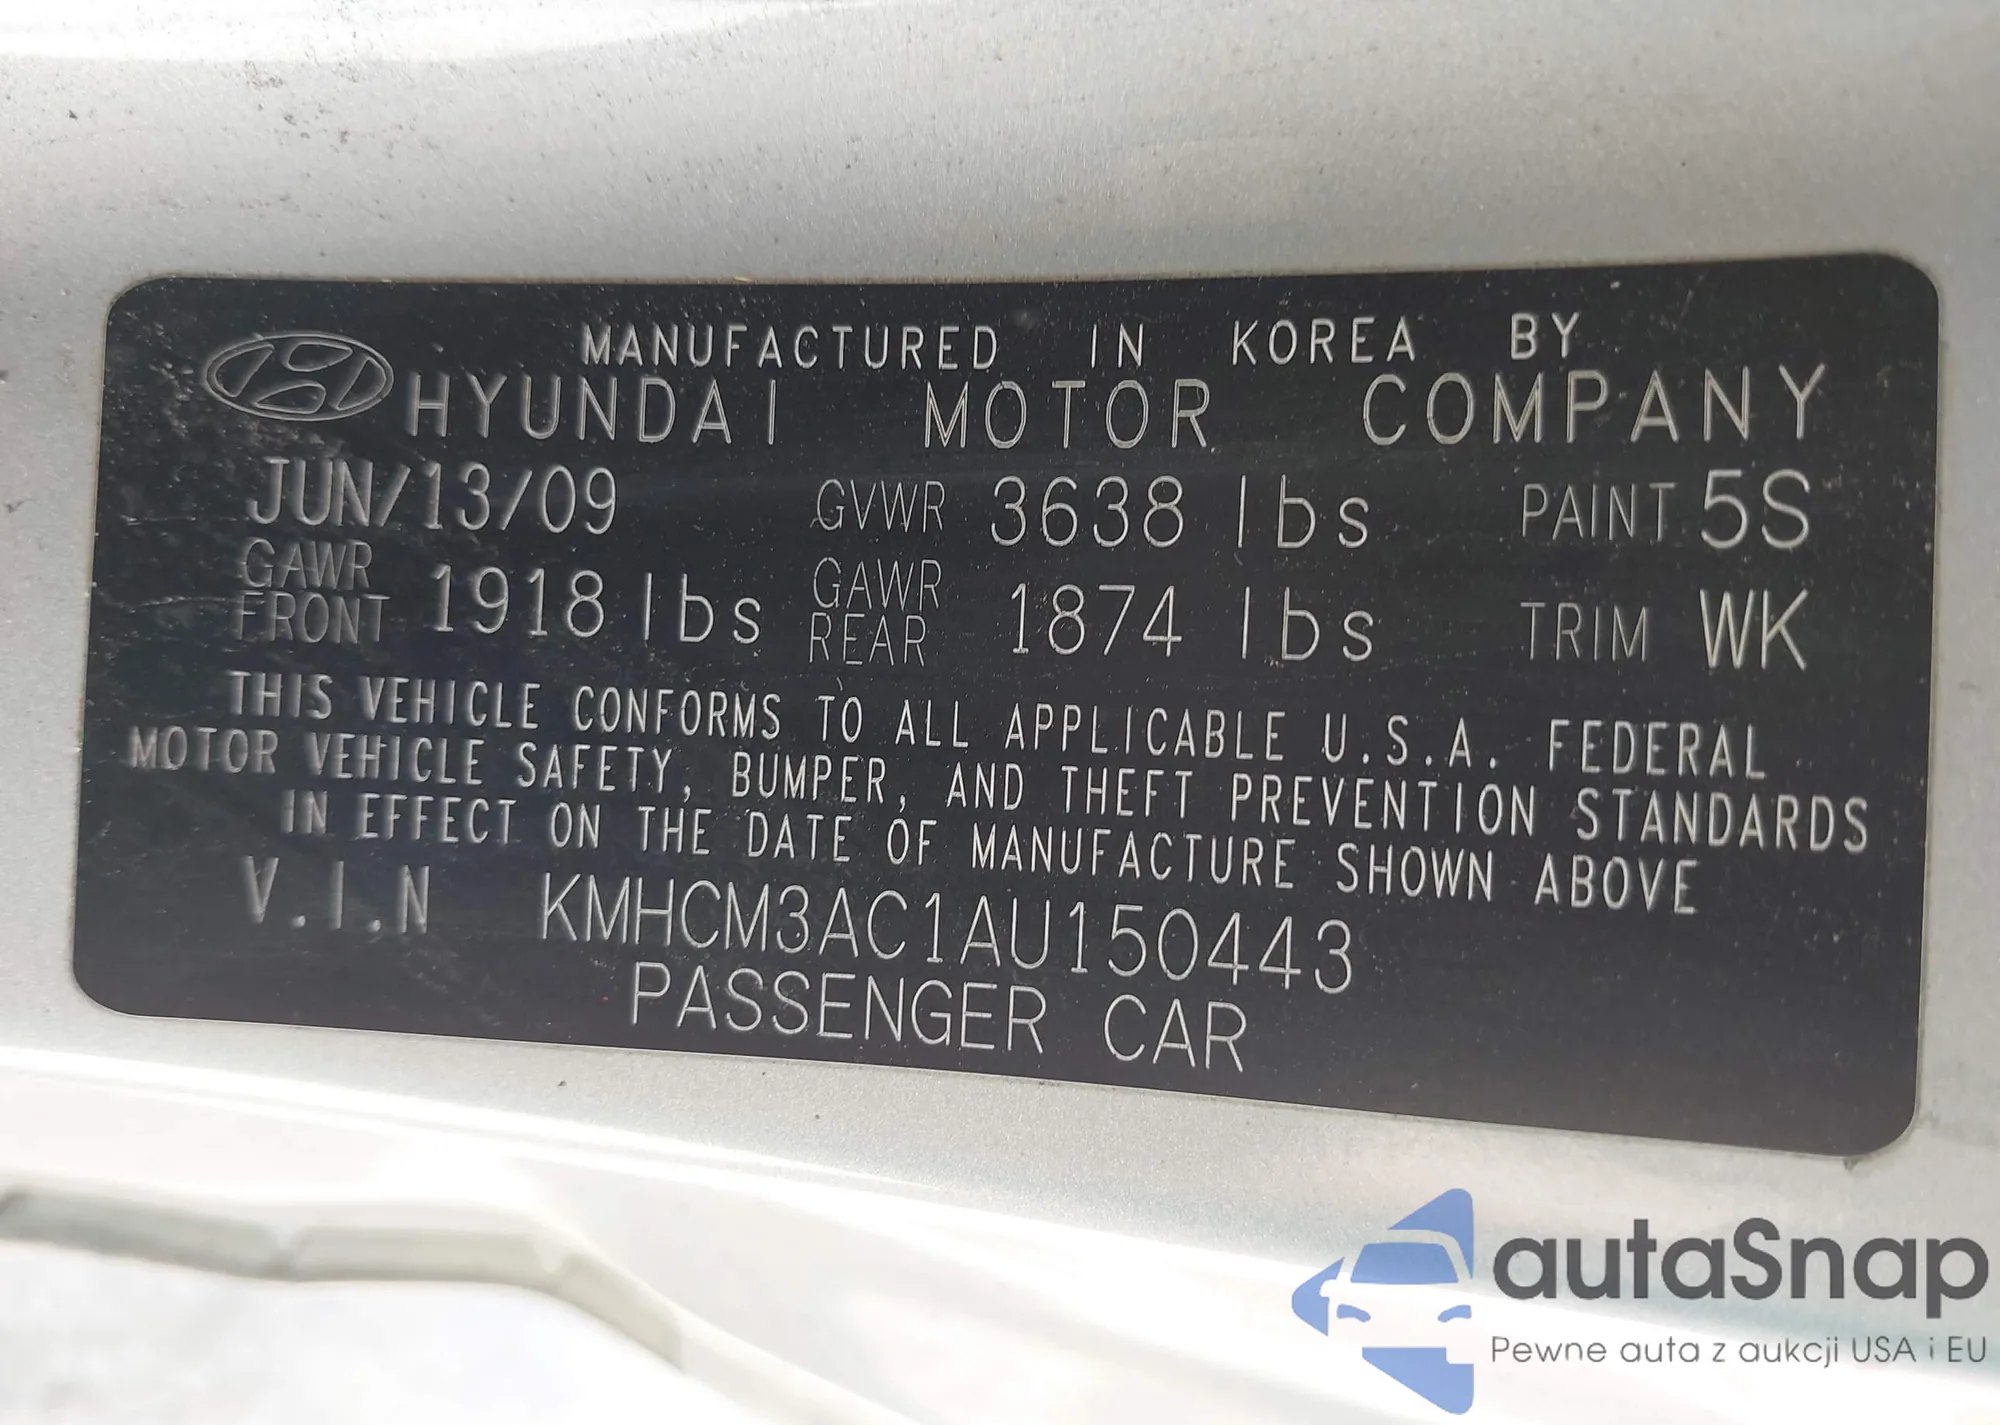 MANUFACTURED IN KOREA BY
HYUNDAI MOTOR COMPANY
JUN/13/09 GVWR 3638 lbs PAINT 5S
GAWR FRONT 1918 lbs GAWR REAR 1874 lbs TRIM WK
THIS VEHICLE CONFORMS TO ALL APPLICABLE U.S.A. FEDERAL
MOTOR VEHICLE SAFETY, BUMPER, AND THEFT PREVENTION STANDARDS
IN EFFECT ON THE DATE OF MANUFACTURE SHOWN ABOVE
V.I.N KMHCM3AC1AU150443
PASSENGER CAR
autaSnap
Pewne auta z aukcji USA i EU